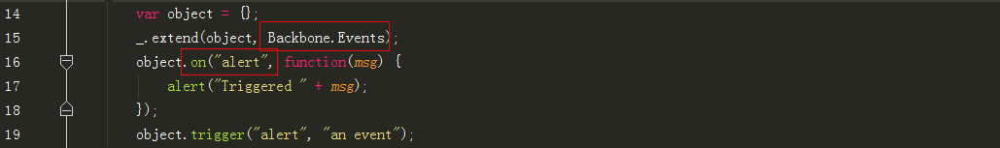 14 var object = {};
15 _.extend(object, Backbone.Events);
16 object.on("alert", function(msg) {
17 alert("Triggered " + msg);
18 });
19 object.trigger("alert", "an event");